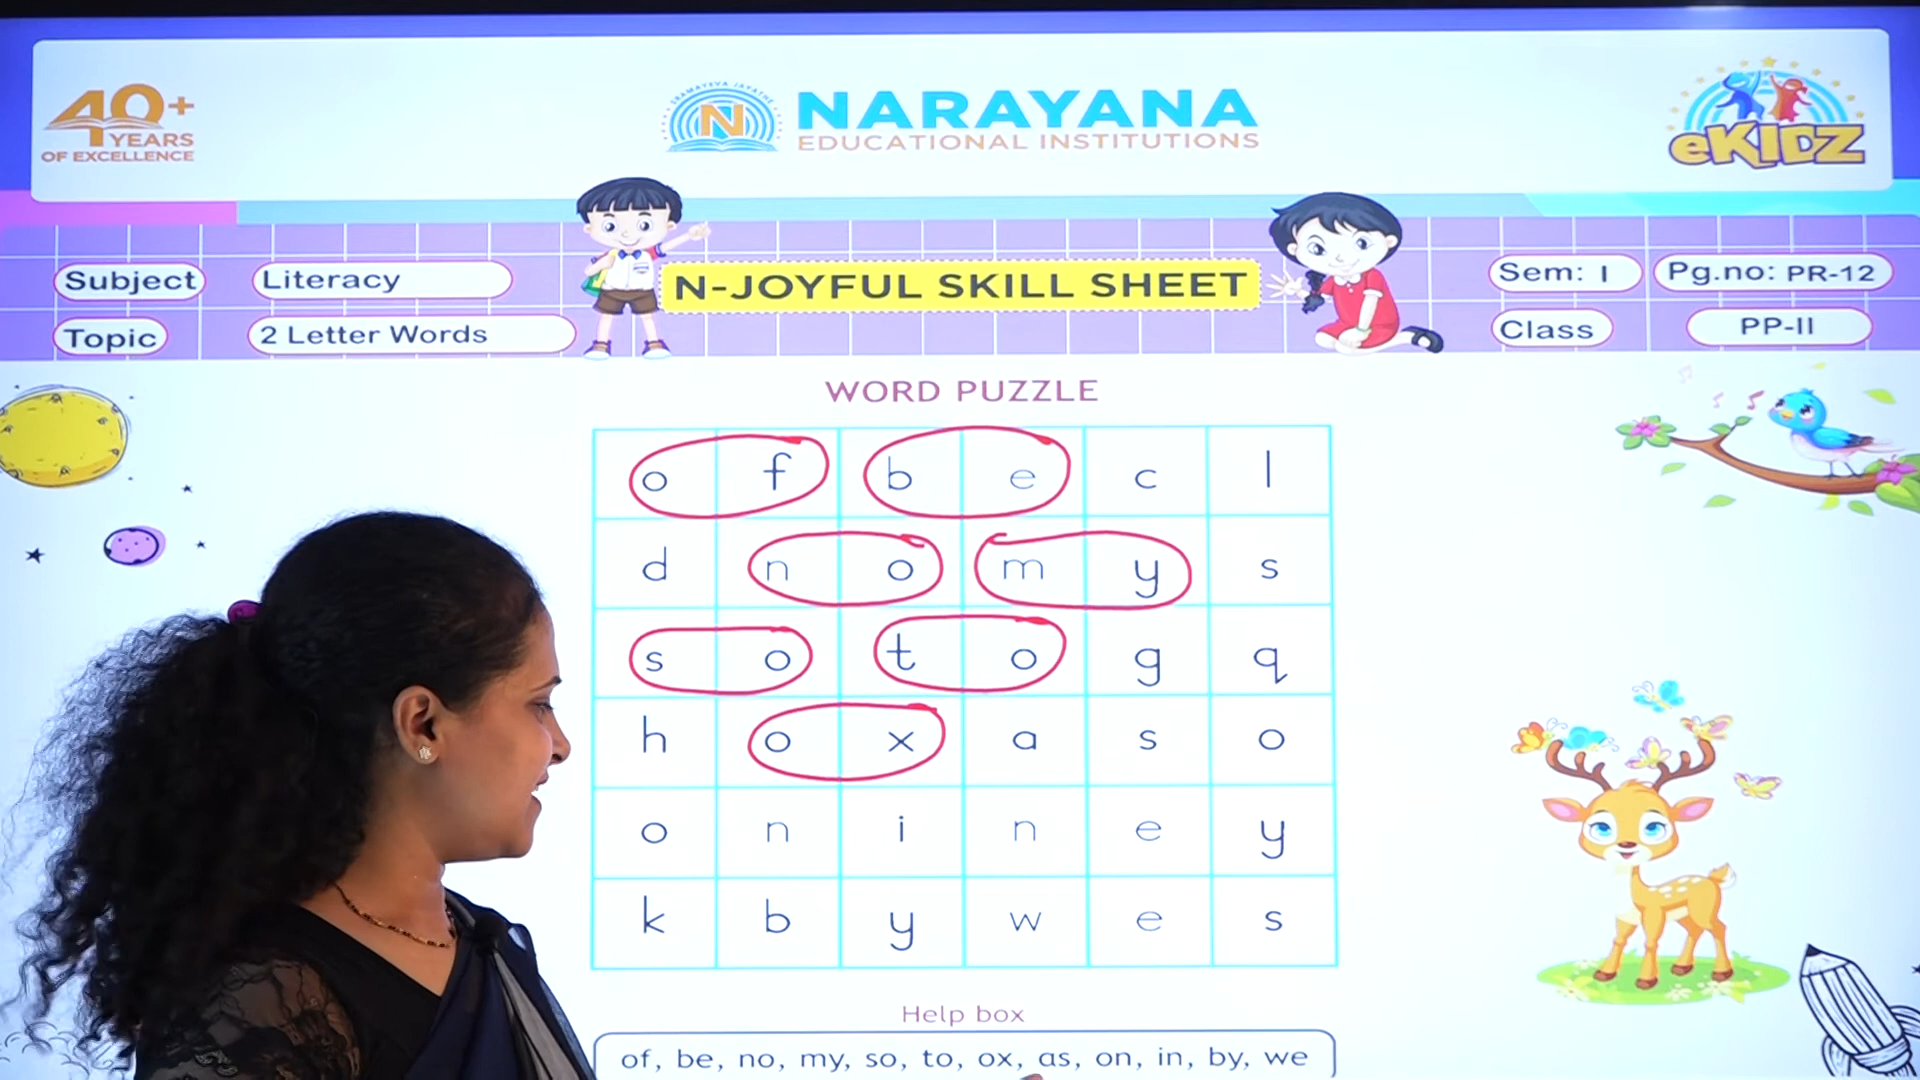 40+
YEARS
OF EXCELLENCE
SRAMAYEVA JAYATHE
N
NARAYANA
EDUCATIONAL INSTITUTIONS
eKIDZ
Subject
Literacy
N-JOYFUL SKILL SHEET
Sem: I
Pg.no: PR-12
Topic
2 Letter Words
Class
PP-II
WORD PUZZLE
o f b e c l
d n o m y s
s o t o g q
h o x a s o
o n i n e y
k b y w e s
Help box
of, be, no, my, so, to, ox, as, on, in, by, we